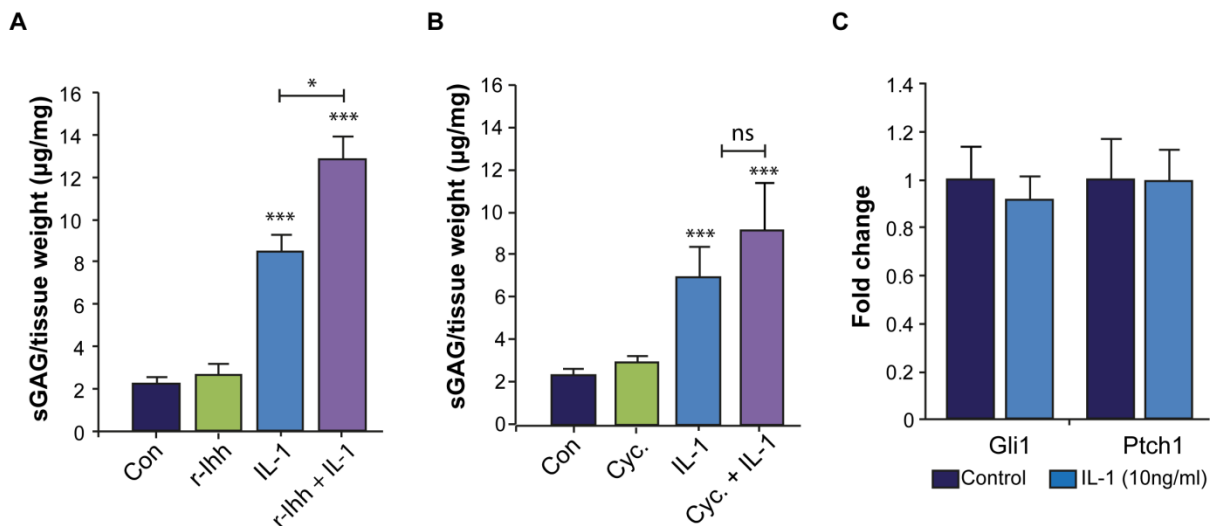 A
sGAG/tissue weight (µg/mg)
16
14
12
10
8
6
4
2
0
*
***
***
Con
r-Ihh
IL-1
r-Ihh + IL-1
B
sGAG/tissue weight (µg/mg)
16
14
12
10
8
6
4
2
0
ns
***
***
Con
Cyc.
IL-1
Cyc. + IL-1
C
Fold change
1.4
1.2
1
0.8
0.6
0.4
0.2
0
Gli1
Ptch1
Control
IL-1 (10ng/ml)